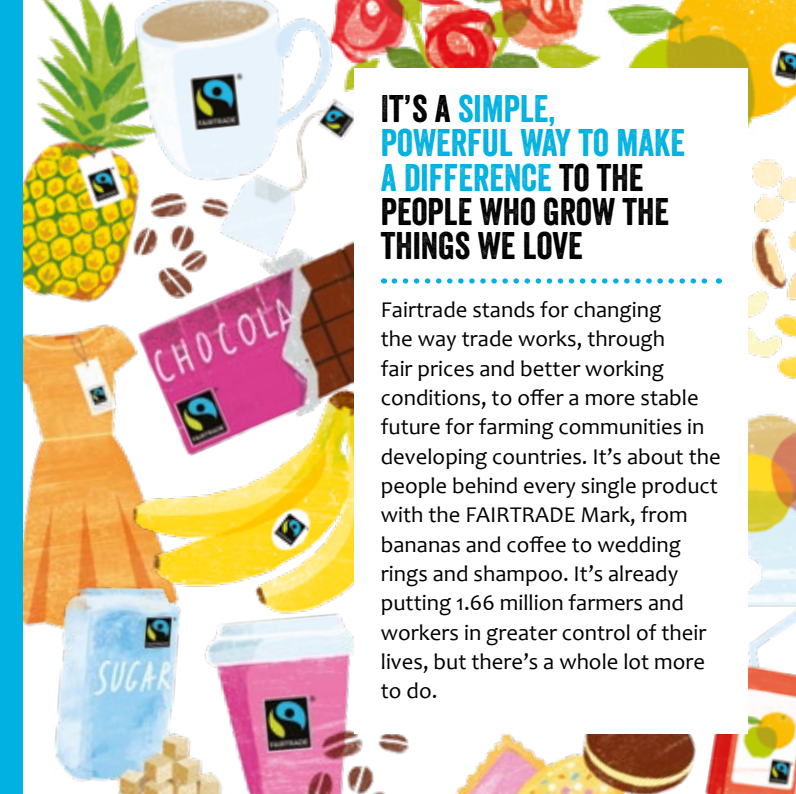 FAIRTRADE
IT'S A SIMPLE,
POWERFUL WAY TO MAKE
A DIFFERENCE TO THE
PEOPLE WHO GROW THE
THINGS WE LOVE
CHOCOLA
FAIRTRADE
Fairtrade stands for changing
the way trade works, through
fair prices and better working
conditions, to offer a more stable
future for farming communities in
developing countries. It's about the
people behind every single product
with the FAIRTRADE Mark, from
bananas and coffee to wedding
rings and shampoo. It's already
putting 1.66 million farmers and
workers in greater control of their
lives, but there's a whole lot more
to do.
SUGAR
FAIRTRADE